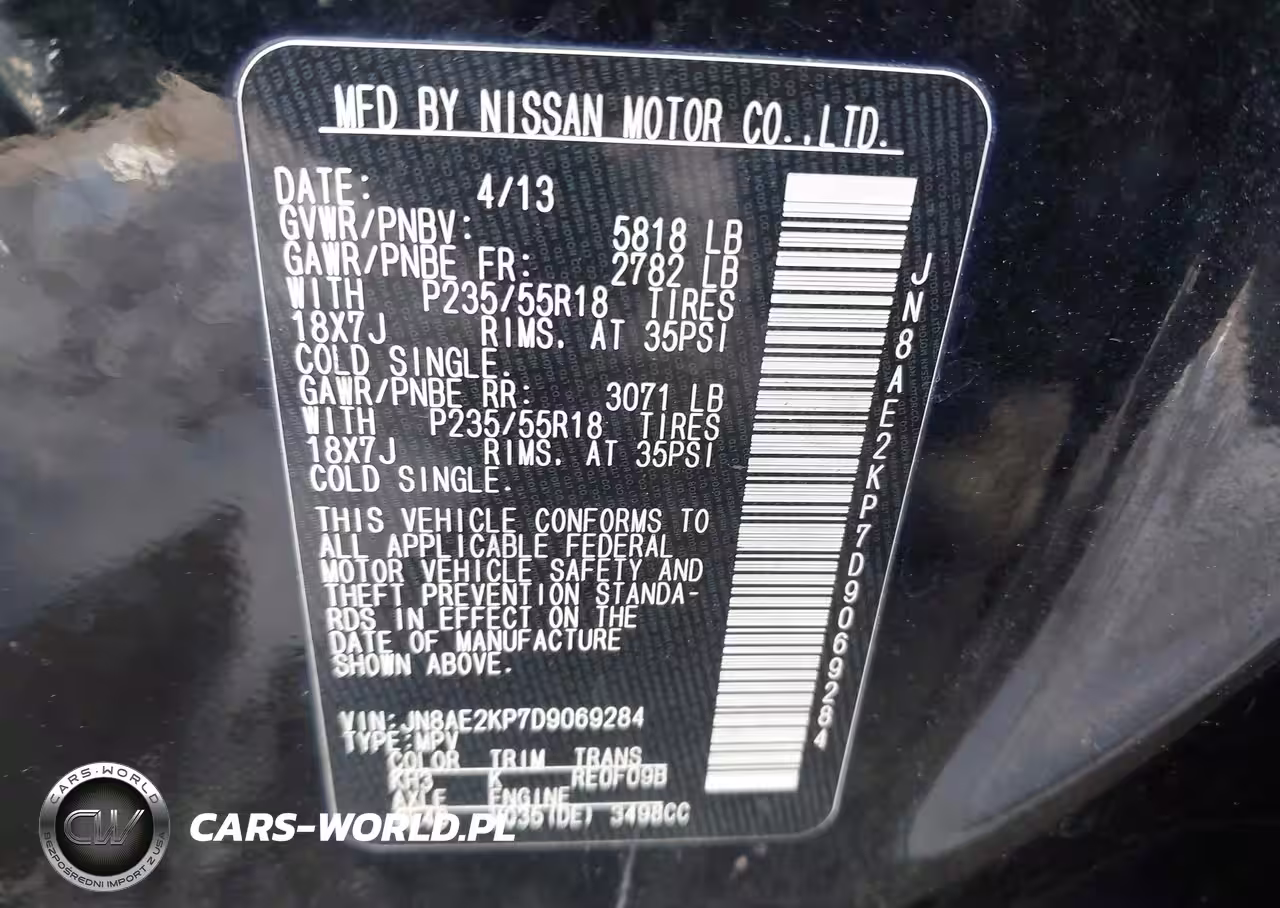 MFD BY NISSAN MOTOR CO.,LTD.
DATE: 4/13
GVWR/PNBV: 5818 LB
GAWR/PNBE FR: 2782 LB
WITH P235/55R18 TIRES
18X7J RIMS. AT 35PSI
COLD SINGLE.
GAWR/PNBE RR: 3071 LB
WITH P235/55R18 TIRES
18X7J RIMS. AT 35PSI
COLD SINGLE.
THIS VEHICLE CONFORMS TO
ALL APPLICABLE FEDERAL
MOTOR VEHICLE SAFETY AND
THEFT PREVENTION STANDA-
RDS IN EFFECT ON THE
DATE OF MANUFACTURE
SHOWN ABOVE.
VIN:JN8AE2KP7D9069284
TYPE:MPV
COLOR TRIM TRANS
KH3 K RE0F09B
AXLE ENGINE
3498CC
JN8AE2KP7D9069284
CARS-WORLD
CW
BEZPOŚREDNI IMPORT Z USA
CARS-WORLD.PL